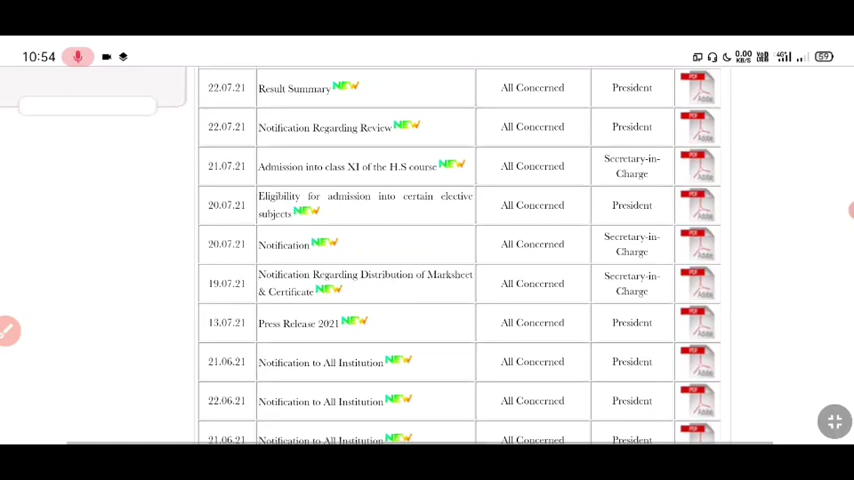 10:54
0.00 KB/S
4G
59
22.07.21 Result Summary NEW All Concerned President
22.07.21 Notification Regarding Review NEW All Concerned President
21.07.21 Admission into class XI of the H.S course NEW All Concerned Secretary-in-
Charge
20.07.21 Eligibility for admission into certain elective
subjects NEW All Concerned President
20.07.21 Notification NEW All Concerned Secretary-in-
Charge
19.07.21 Notification Regarding Distribution of Marksheet
& Certificate NEW All Concerned Secretary-in-
Charge
13.07.21 Press Release 2021 NEW All Concerned President
21.06.21 Notification to All Institution NEW All Concerned President
22.06.21 Notification to All Institution NEW All Concerned President
21.06.21 Notification to All Institution NEW All Concerned President